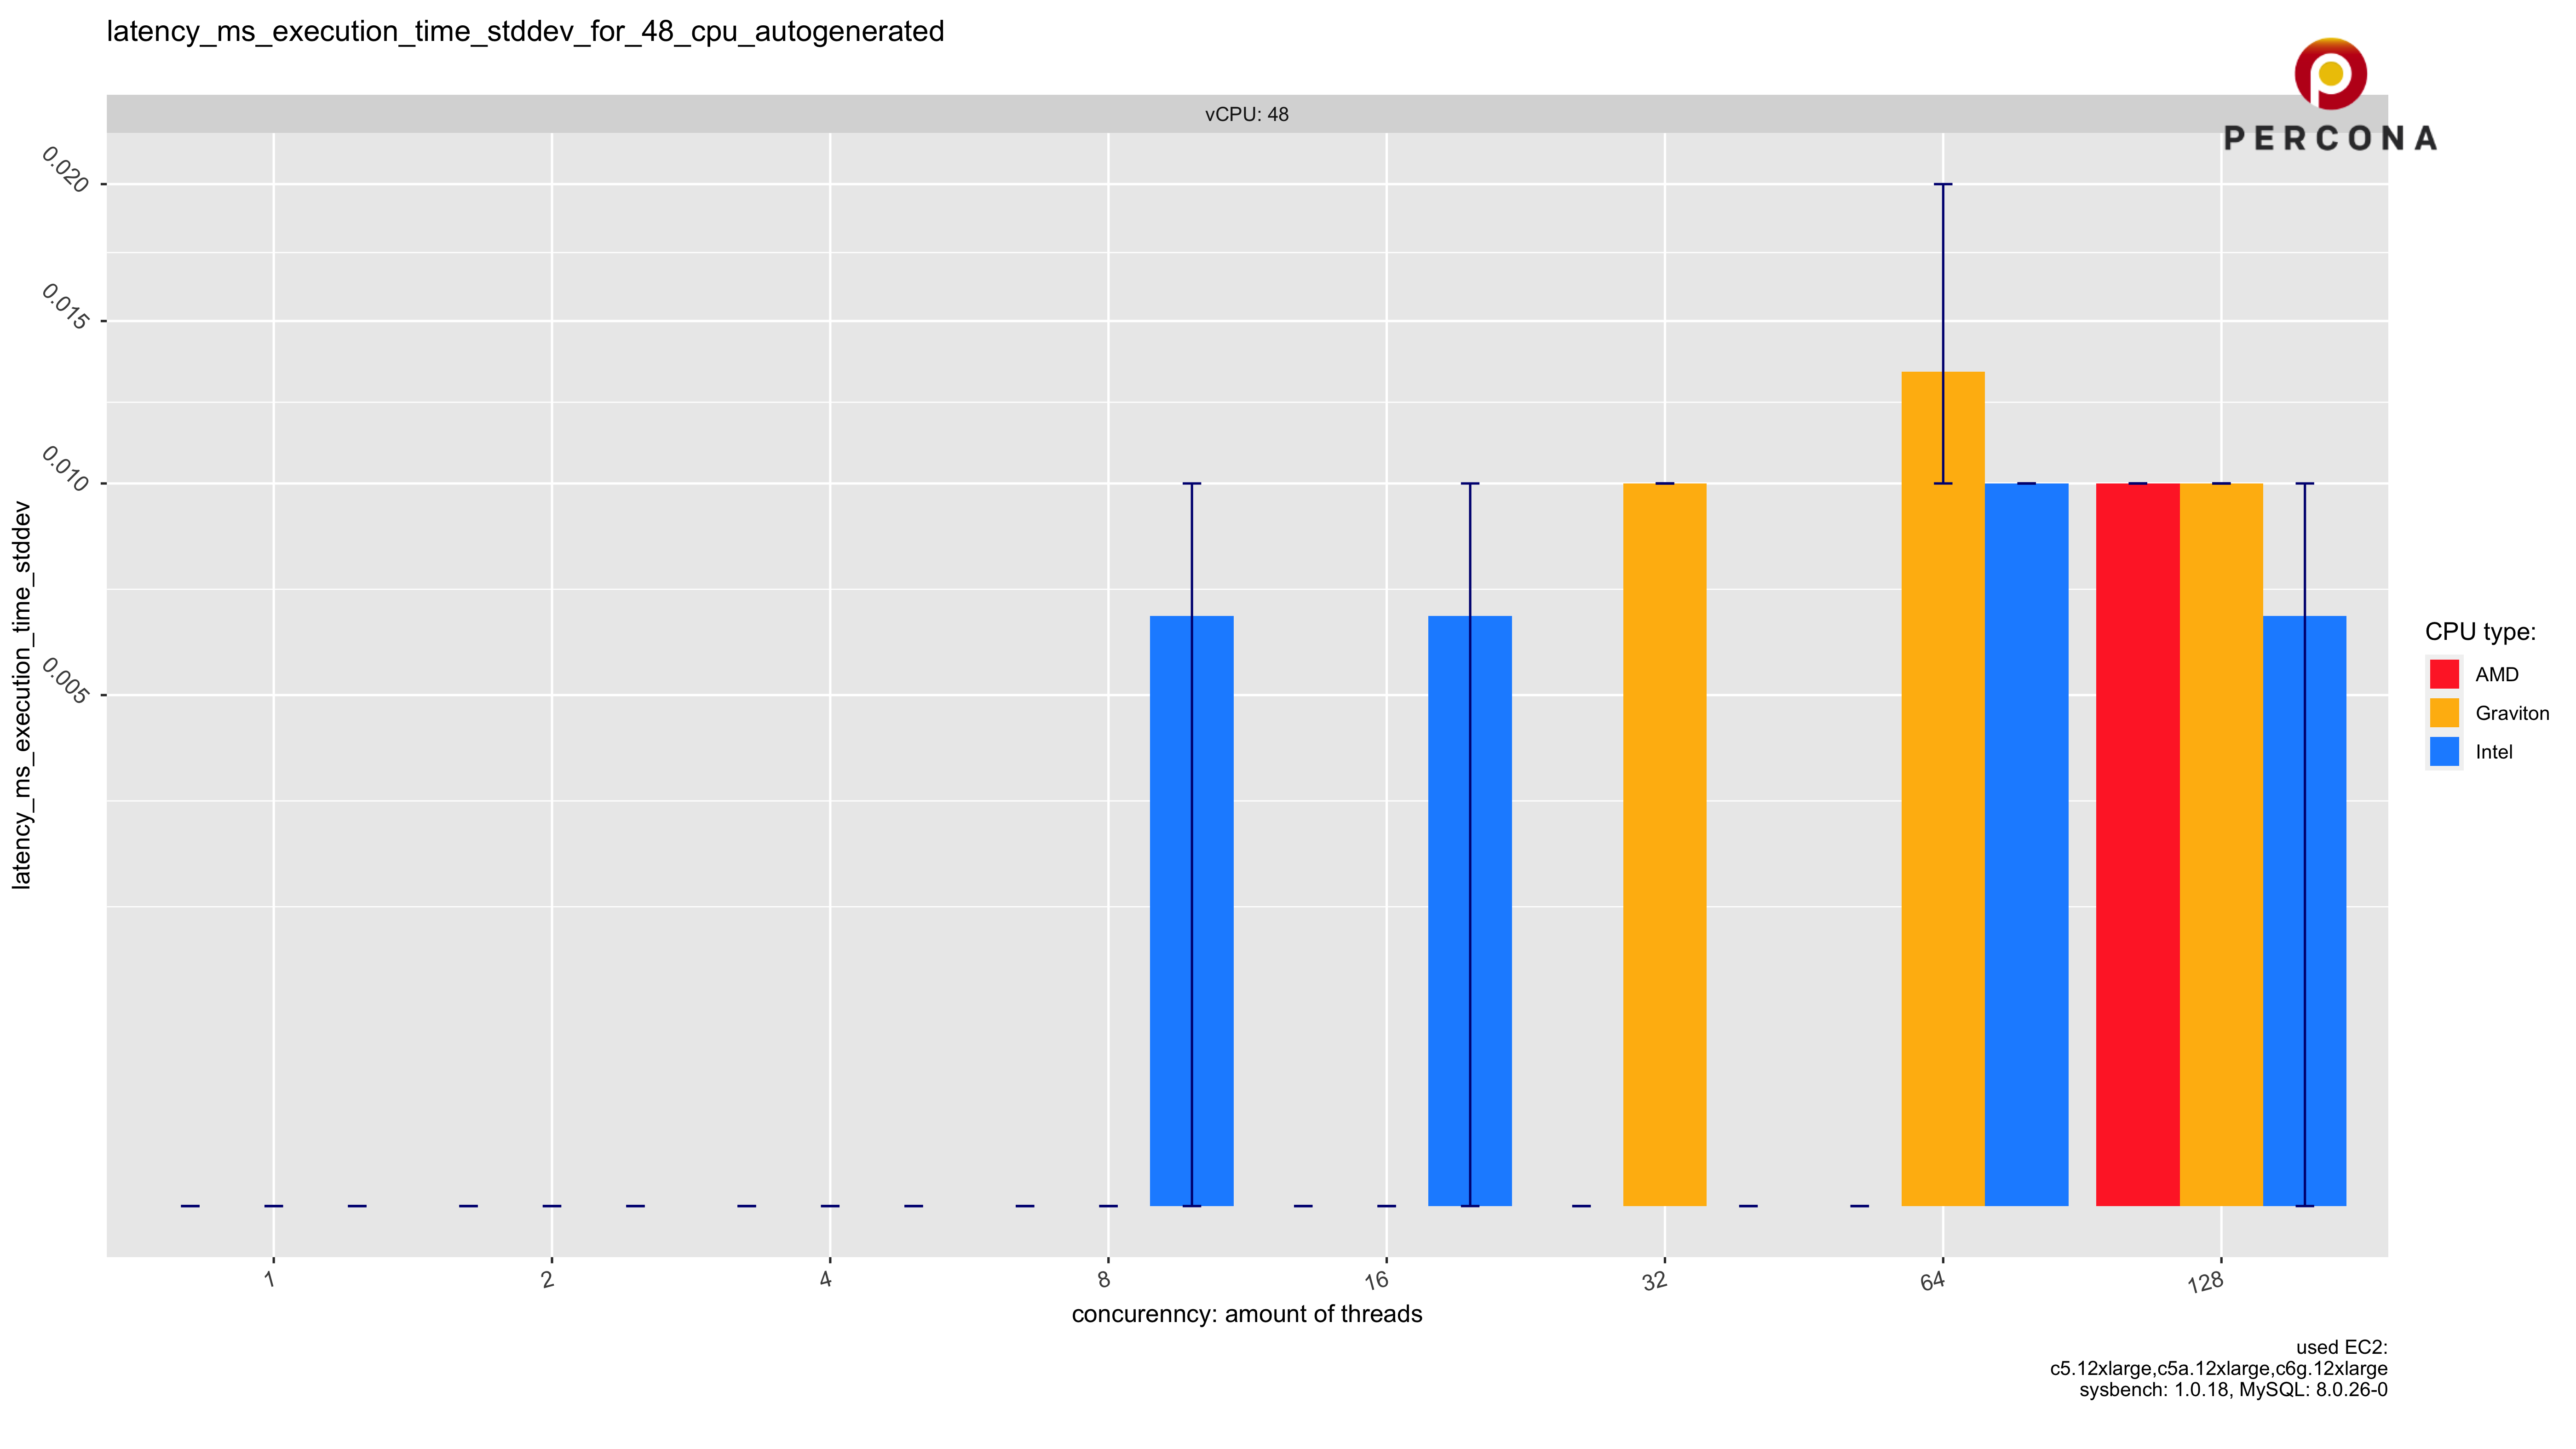 latency_ms_execution_time_stddev_for_48_cpu_autogenerated
PERCONA
vCPU: 48
0.020
0.015
0.010
0.005
latency_ms_execution_time_stddev
1
2
4
8
16
32
64
128
concurenncy: amount of threads
CPU type:
AMD
Graviton
Intel
used EC2:
c5.12xlarge,c5a.12xlarge,c6g.12xlarge
sysbench: 1.0.18, MySQL: 8.0.26-0